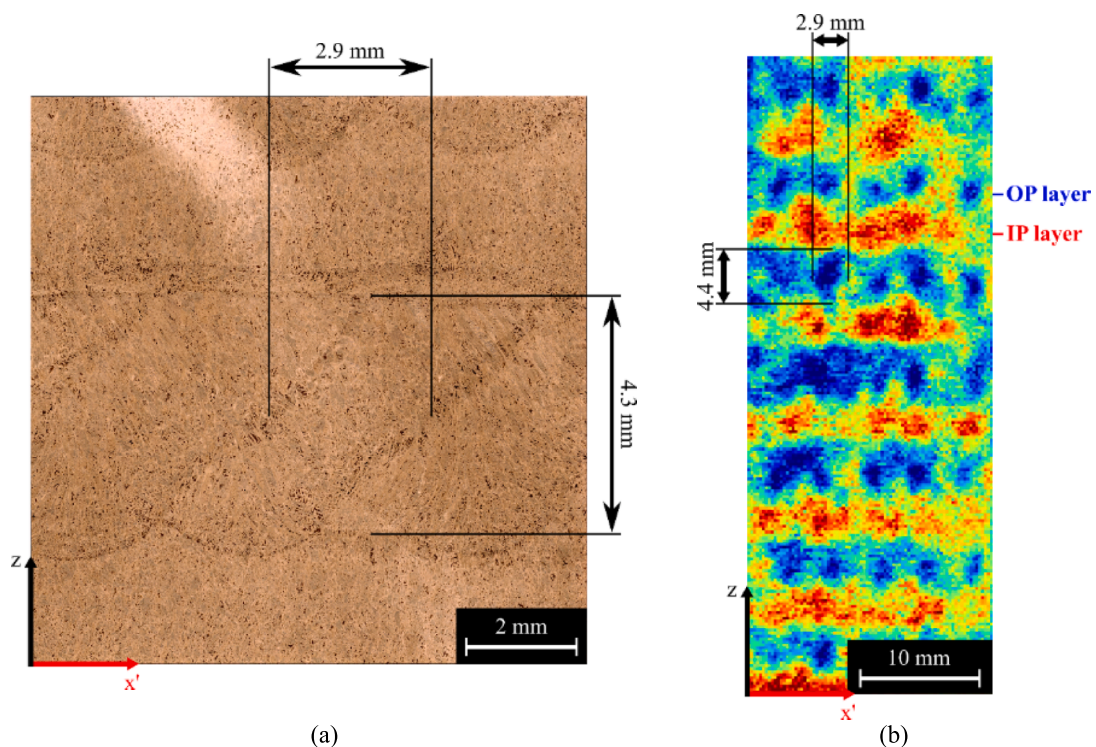 2.9 mm
4.3 mm
z
x'
2 mm
(a)
2.9 mm
OP layer
IP layer
4.4 mm
z
x'
10 mm
(b)